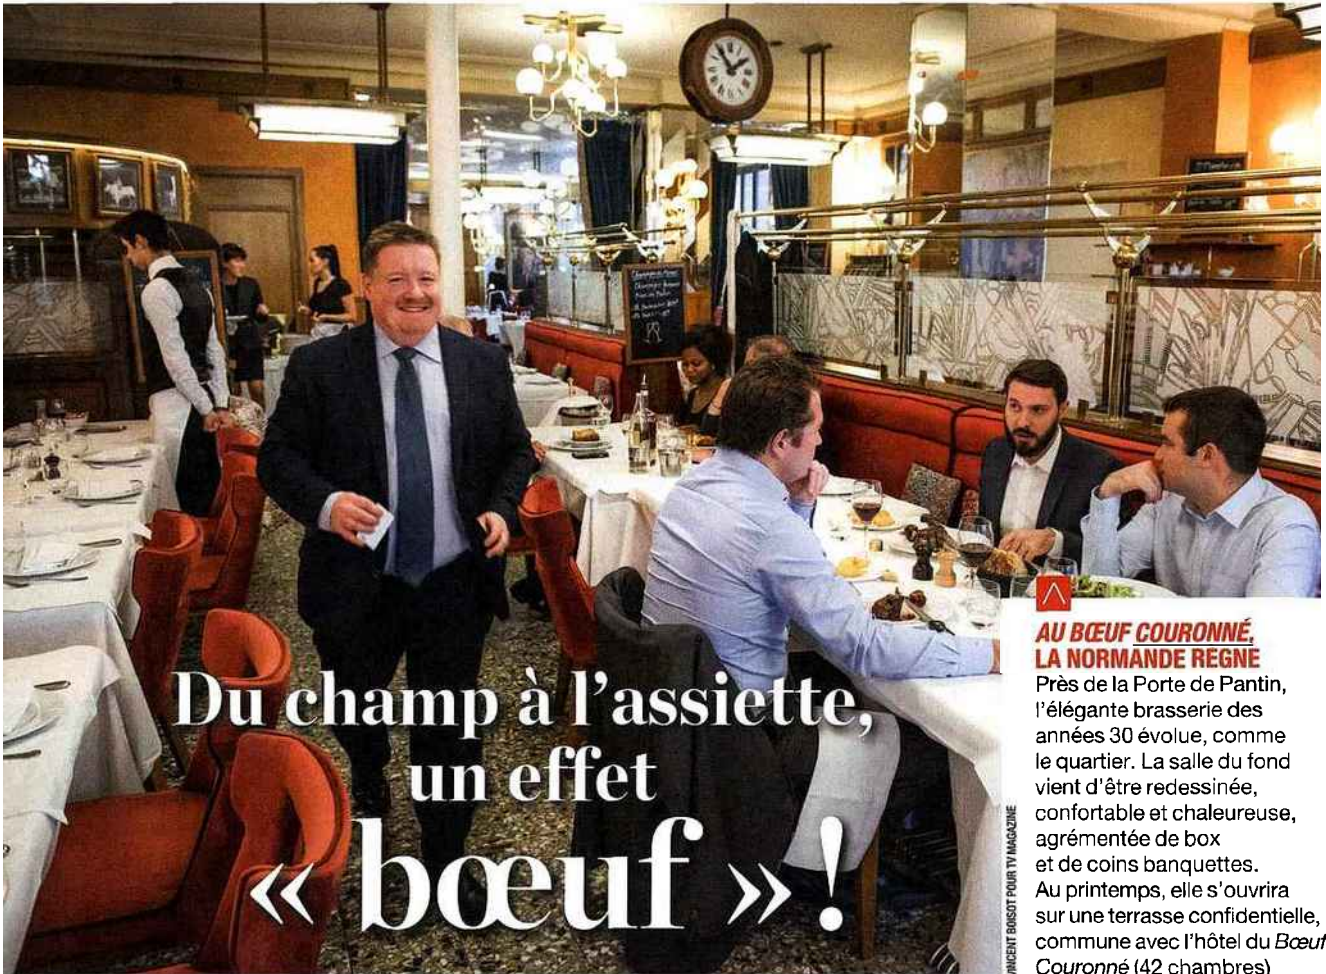 Du champ à l'assiette,
un effet
« bœuf » !
AU BŒUF COURONNÉ,
LA NORMANDE RÈGNE
Près de la Porte de Pantin,
l'élégante brasserie des
années 30 évolue, comme
le quartier. La salle du fond
vient d'être redessinée,
confortable et chaleureuse,
agrémentée de box
et de coins banquettes.
Au printemps, elle s'ouvrira
sur une terrasse confidentielle,
commune avec l'hôtel du Bœuf
Couronné (42 chambres)
VINCENT BOISOT POUR TV MAGAZINE